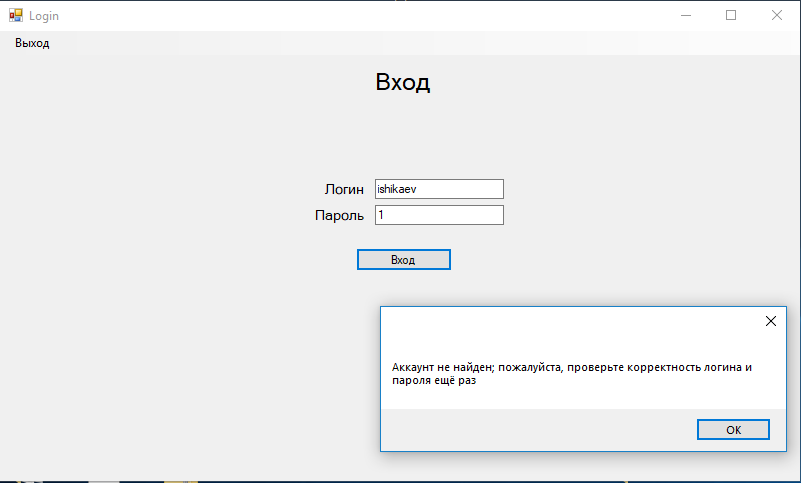 Login
Выход
Вход
Логин ishikaev
Пароль 1
Вход
Аккаунт не найден; пожалуйста, проверьте корректность логина и
пароля ещё раз
OK